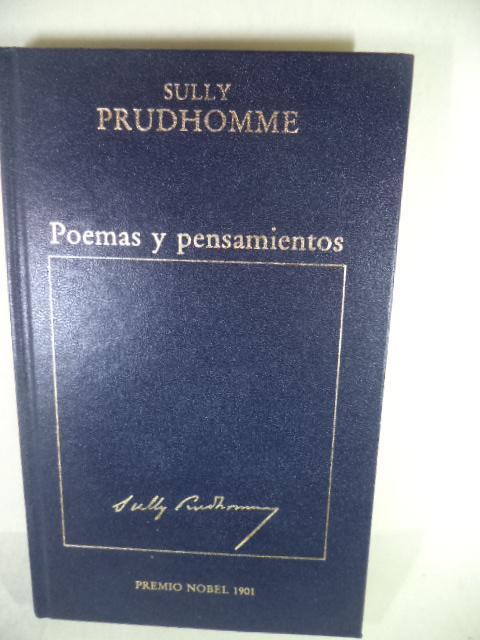 SULLY
PRUDHOMME
Poemas y pensamientos
Sully Prudhomme
PREMIO NOBEL 1901